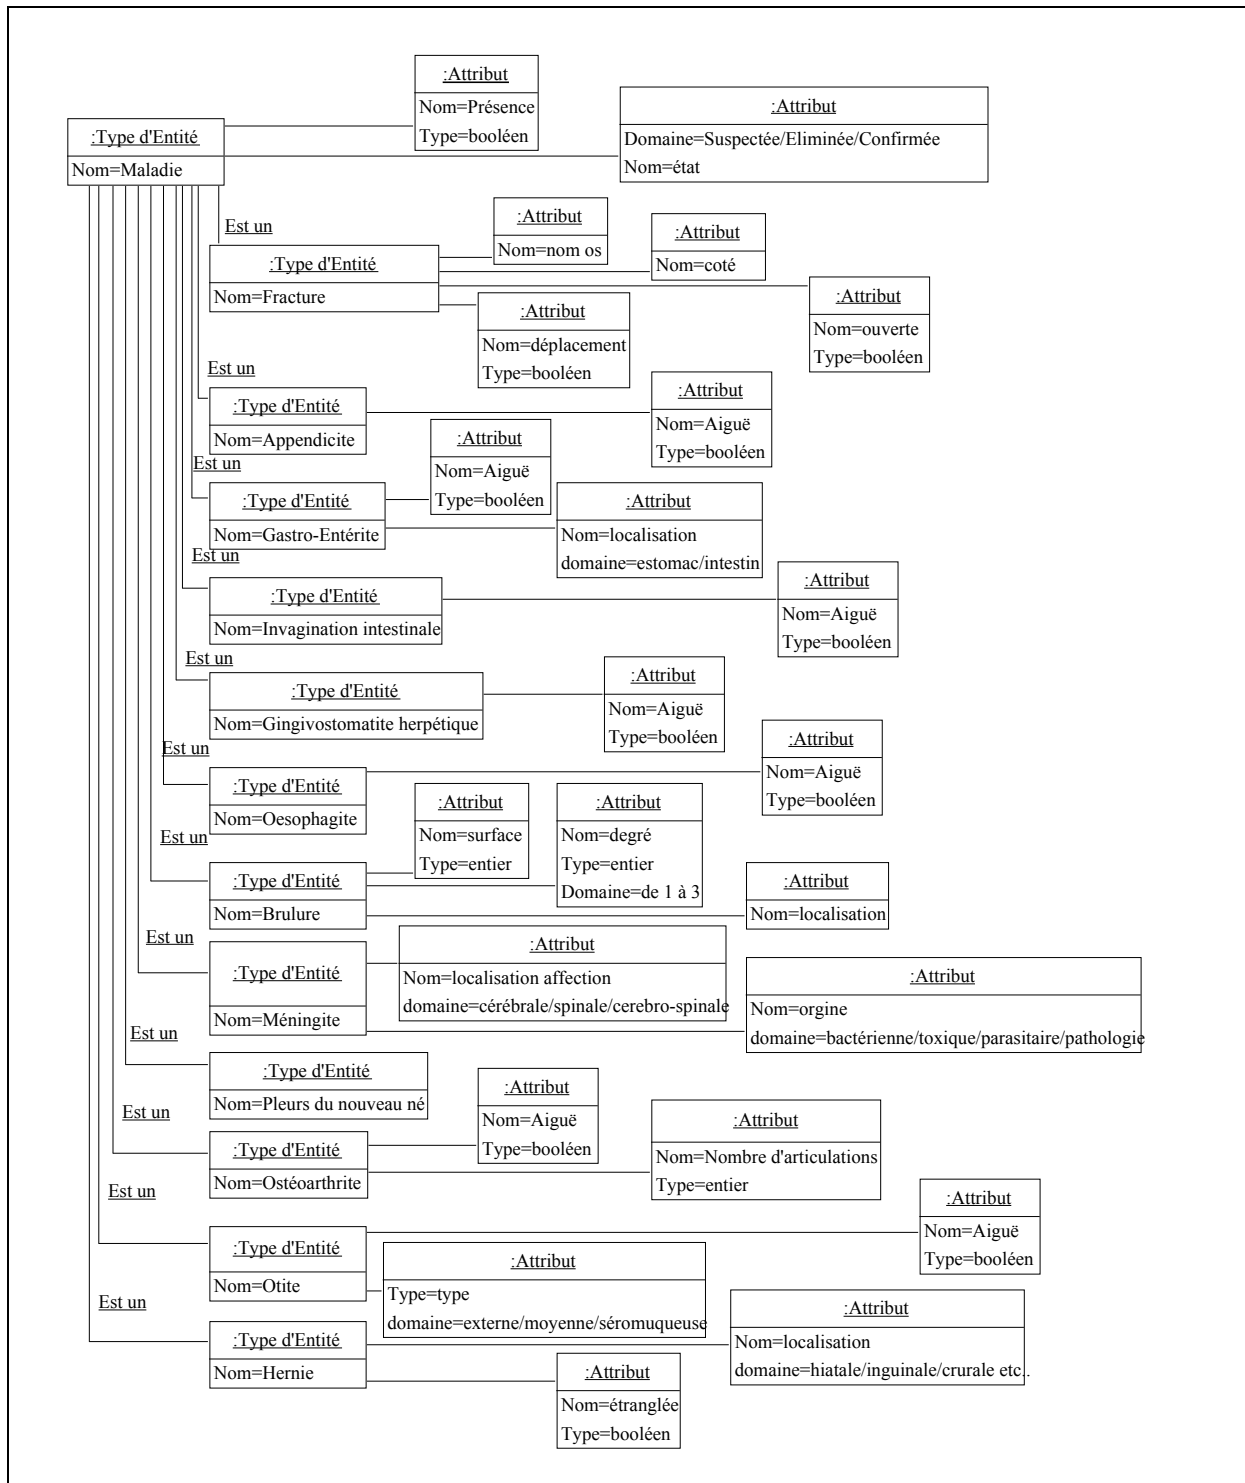 :Attribut
Nom=Présence
Type=booléen
:Attribut
Domaine=Suspectée/Eliminée/Confirmée
Nom=état
:Type d'Entité
Nom=Maladie
Est un
:Type d'Entité
Nom=Fracture
:Attribut
Nom=nom os
:Attribut
Nom=coté
:Attribut
Nom=ouverte
Type=booléen
:Attribut
Nom=déplacement
Type=booléen
Est un
:Type d'Entité
Nom=Appendicite
:Attribut
Nom=Aiguë
Type=booléen
Est un
:Type d'Entité
Nom=Gastro-Entérite
:Attribut
Nom=Aiguë
Type=booléen
:Attribut
Nom=localisation
domaine=estomac/intestin
Est un
:Type d'Entité
Nom=Invagination intestinale
:Attribut
Nom=Aiguë
Type=booléen
Est un
:Type d'Entité
Nom=Gingivostomatite herpétique
:Attribut
Nom=Aiguë
Type=booléen
Est un
:Type d'Entité
Nom=Oesophagite
:Attribut
Nom=Aiguë
Type=booléen
Est un
:Type d'Entité
Nom=Brulure
:Attribut
Nom=surface
Type=entier
:Attribut
Nom=degré
Type=entier
Domaine=de 1 à 3
:Attribut
Nom=localisation
Est un
:Type d'Entité
Nom=Méningite
:Attribut
Nom=localisation affection
domaine=cérébrale/spinale/cerebro-spinale
:Attribut
Nom=orgine
domaine=bactérienne/toxique/parasitaire/pathologie
Est un
:Type d'Entité
Nom=Pleurs du nouveau né
Est un
:Type d'Entité
Nom=Ostéoarthrite
:Attribut
Nom=Aiguë
Type=booléen
:Attribut
Nom=Nombre d'articulations
Type=entier
Est un
:Type d'Entité
Nom=Otite
:Attribut
Nom=Aiguë
Type=booléen
:Attribut
Type=type
domaine=externe/moyenne/séromuqueuse
Est un
:Type d'Entité
Nom=Hernie
:Attribut
Nom=localisation
domaine=hiatale/inguinale/crurale etc..
:Attribut
Nom=étranglée
Type=booléen